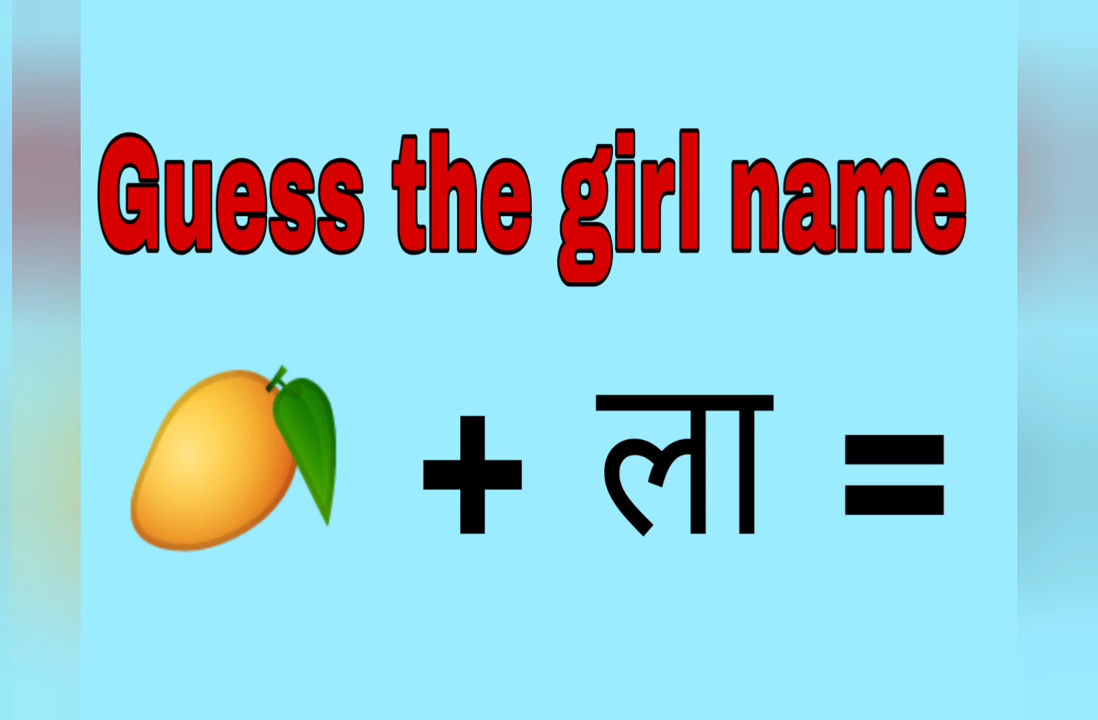 Guess the girl name
+ ला =